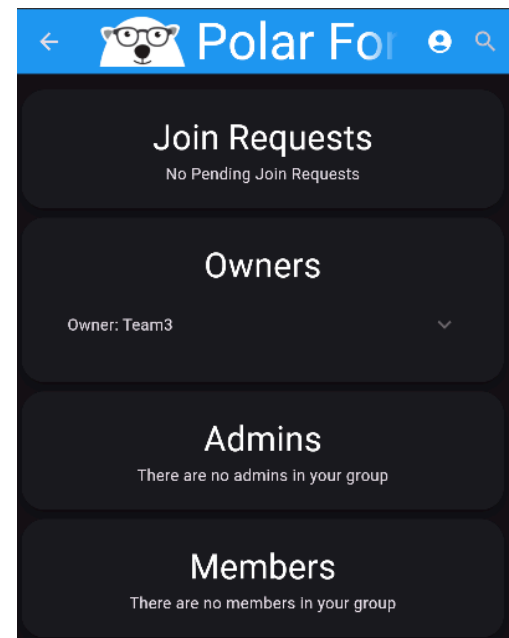 Polar For
Join Requests
No Pending Join Requests
Owners
Owner: Team3
Admins
There are no admins in your group
Members
There are no members in your group